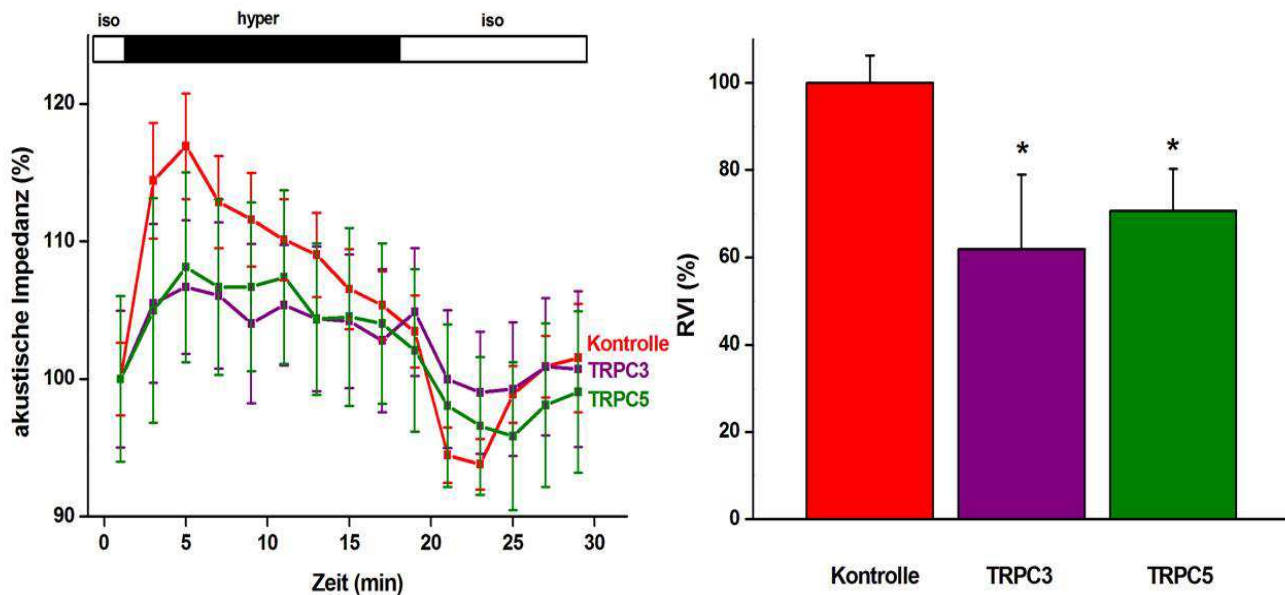 iso hyper iso
akustische Impedanz (%)
120
110
100
90
0 5 10 15 20 25 30
Zeit (min)
Kontrolle
TRPC3
TRPC5
RVI (%)
100
80
60
40
20
0
* *
Kontrolle TRPC3 TRPC5